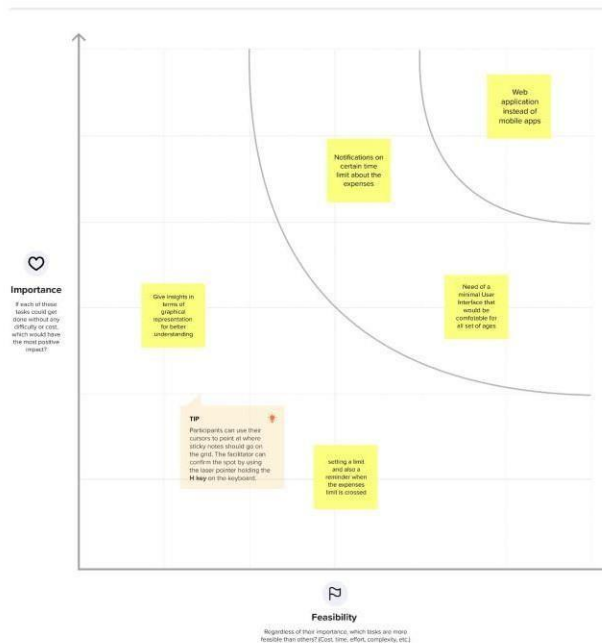 Web
application
instead of
mobile apps
Notifications on
certain time
limit about the
expenses
Importance
If each of these
tasks could get
done without any
difficulty or cost,
which would have
the most positive
impact?
Give insights in
terms of
graphical
representation
for better
understanding
Need of a
minimal User
Interface that
would be
comfotable for
all set of ages
TIP
Participants can use their
cursors to point at where
sticky notes should go on
the grid. The facilitator can
confirm the spot by using
the laser pointer holding the
H key on the keyboard.
setting a limit
and also a
reminder when
the expenses
limit is crossed
Feasibility
Regardless of their importance, which tasks are more
feasible than others? (Cost, time, effort, complexity, etc.)